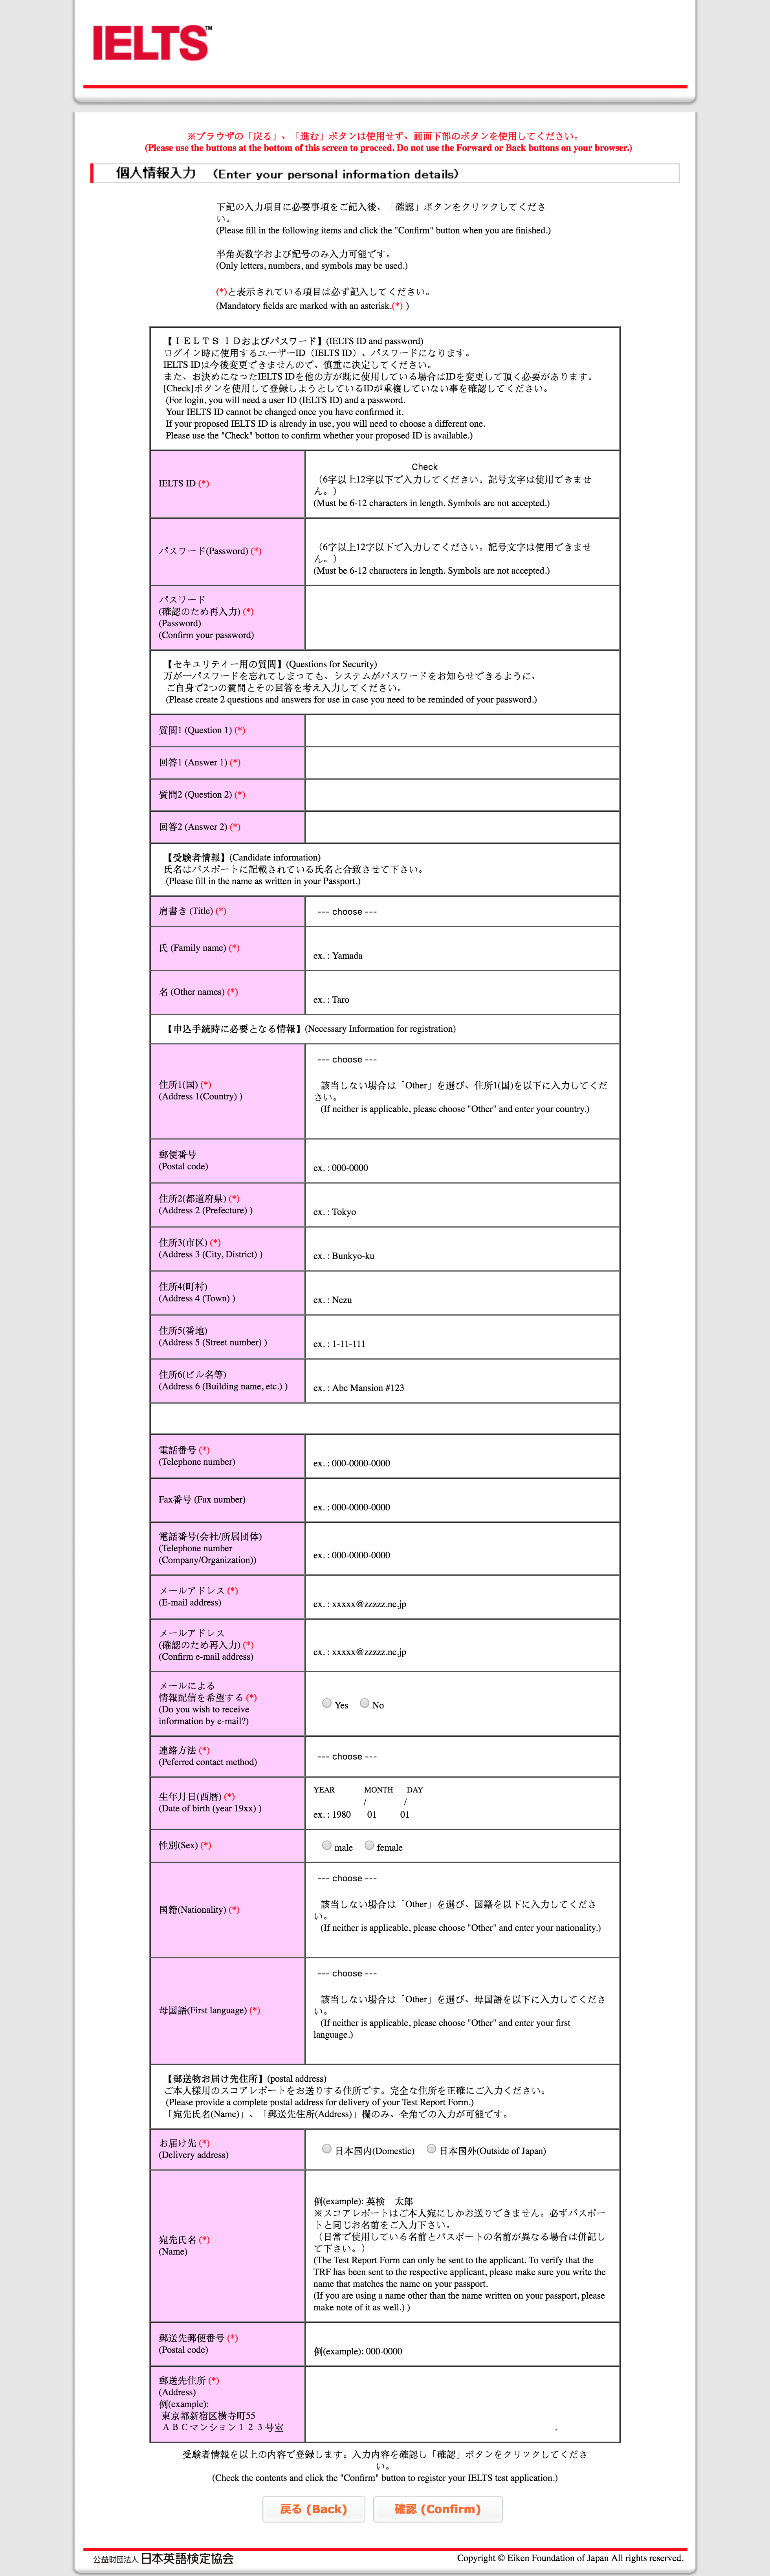 IELTS™
※ブラウザの「戻る」、「進む」ボタンは使用せず、画面下部のボタンを使用してください。
(Please use the buttons at the bottom of this screen to proceed. Do not use the Forward or Back buttons on your browser.)
個人情報入力 (Enter your personal information details)
下記の入力項目に必要事項をご記入後、「確認」ボタンをクリックしてくださ
い。
(Please fill in the following items and click the "Confirm" button when you are finished.)
半角英数字および記号のみ入力可能です。
(Only letters, numbers, and symbols may be used.)
(*)と表示されている項目は必ず記入してください。
(Mandatory fields are marked with an asterisk.(*) )
【ＩＥＬＴＳ ＩＤおよびパスワード】(IELTS ID and password)
ログイン時に使用するユーザーID（IELTS ID）、パスワードになります。
IELTS IDは今後変更できませんので、慎重に決定してください。
また、お決めになったIELTS IDを他の方が既に使用している場合はIDを変更して頂く必要があります。
[Check]ボタンを使用して登録しようとしているIDが重複していない事を確認してください。
(For login, you will need a user ID (IELTS ID) and a password.
Your IELTS ID cannot be changed once you have confirmed it.
If your proposed IELTS ID is already in use, you will need to choose a different one.
Please use the "Check" botton to confirm whether your proposed ID is available.)
IELTS ID (*)
Check
（6字以上12字以下で入力してください。記号文字は使用できませ
ん。）
(Must be 6-12 characters in length. Symbols are not accepted.)
パスワード(Password) (*)
（6字以上12字以下で入力してください。記号文字は使用できませ
ん。）
(Must be 6-12 characters in length. Symbols are not accepted.)
パスワード
(確認のため再入力) (*)
(Password)
(Confirm your password)
【セキュリティー用の質問】(Questions for Security)
万が一パスワードを忘れてしまっても、システムがパスワードをお知らせできるように、
ご自身で2つの質問とその回答を考え入力してください。
(Please create 2 questions and answers for use in case you need to be reminded of your password.)
質問1 (Question 1) (*)
回答1 (Answer 1) (*)
質問2 (Question 2) (*)
回答2 (Answer 2) (*)
【受験者情報】(Candidate information)
氏名はパスポートに記載されている氏名と合致させて下さい。
(Please fill in the name as written in your Passport.)
肩書き (Title) (*)
--- choose ---
氏 (Family name) (*)
ex. : Yamada
名 (Other names) (*)
ex. : Taro
【申込手続時に必要となる情報】(Necessary Information for registration)
住所1(国) (*)
(Address 1(Country) )
--- choose ---
該当しない場合は「Other」を選び、住所1(国)を以下に入力してくだ
さい。
(If neither is applicable, please choose "Other" and enter your country.)
郵便番号
(Postal code)
ex. : 000-0000
住所2(都道府県) (*)
(Address 2 (Prefecture) )
ex. : Tokyo
住所3(市区) (*)
(Address 3 (City, District) )
ex. : Bunkyo-ku
住所4(町村)
(Address 4 (Town) )
ex. : Nezu
住所5(番地)
(Address 5 (Street number) )
ex. : 1-11-111
住所6(ビル名等)
(Address 6 (Building name, etc.) )
ex. : Abc Mansion #123
電話番号 (*)
(Telephone number)
ex. : 000-0000-0000
Fax番号 (Fax number)
ex. : 000-0000-0000
電話番号(会社/所属団体)
(Telephone number
(Company/Organization))
ex. : 000-0000-0000
メールアドレス (*)
(E-mail address)
ex. : xxxxx@zzzzz.ne.jp
メールアドレス
(確認のため再入力) (*)
(Confirm e-mail address)
ex. : xxxxx@zzzzz.ne.jp
メールによる
情報配信を希望する (*)
(Do you wish to receive
information by e-mail?)
Yes No
連絡方法 (*)
(Peferred contact method)
--- choose ---
生年月日(西暦) (*)
(Date of birth (year 19xx) )
YEAR MONTH DAY
/ /
ex. : 1980 01 01
性別(Sex) (*)
male female
国籍(Nationality) (*)
--- choose ---
該当しない場合は「Other」を選び、国籍を以下に入力してくださ
い。
(If neither is applicable, please choose "Other" and enter your nationality.)
母国語(First language) (*)
--- choose ---
該当しない場合は「Other」を選び、母国語を以下に入力してくださ
い。
(If neither is applicable, please choose "Other" and enter your first
language.)
【郵送物お届け先住所】(postal address)
ご本人様用のスコアレポートをお送りする住所です。完全な住所を正確にご入力ください。
(Please provide a complete postal address for delivery of your Test Report Form.)
「宛先氏名(Name)」、「郵送先住所(Address)」欄のみ、全角での入力が可能です。
お届け先 (*)
(Delivery address)
日本国内(Domestic) 日本国外(Outside of Japan)
宛先氏名 (*)
(Name)
例(example): 英検　太郎
※スコアレポートはご本人宛にしかお送りできません。必ずパスポー
トと同じお名前をご入力下さい。
（日常で使用している名前とパスポートの名前が異なる場合は併記し
て下さい。）
(The Test Report Form can only be sent to the applicant. To verify that the
TRF has been sent to the respective applicant, please make sure you write the
name that matches the name on your passport.
(If you are using a name other than the name written on your passport, please
make note of it as well.) )
郵送先郵便番号 (*)
(Postal code)
例(example): 000-0000
郵送先住所 (*)
(Address)
例(example):
東京都新宿区横寺町55
ＡＢＣマンション１２３号室
受験者情報を以上の内容で登録します。入力内容を確認し「確認」ボタンをクリックしてくださ
い。
(Check the contents and click the "Confirm" button to register your IELTS test application.)
戻る (Back) 確認 (Confirm)
公益財団法人 日本英語検定協会
Copyright © Eiken Foundation of Japan All rights reserved.